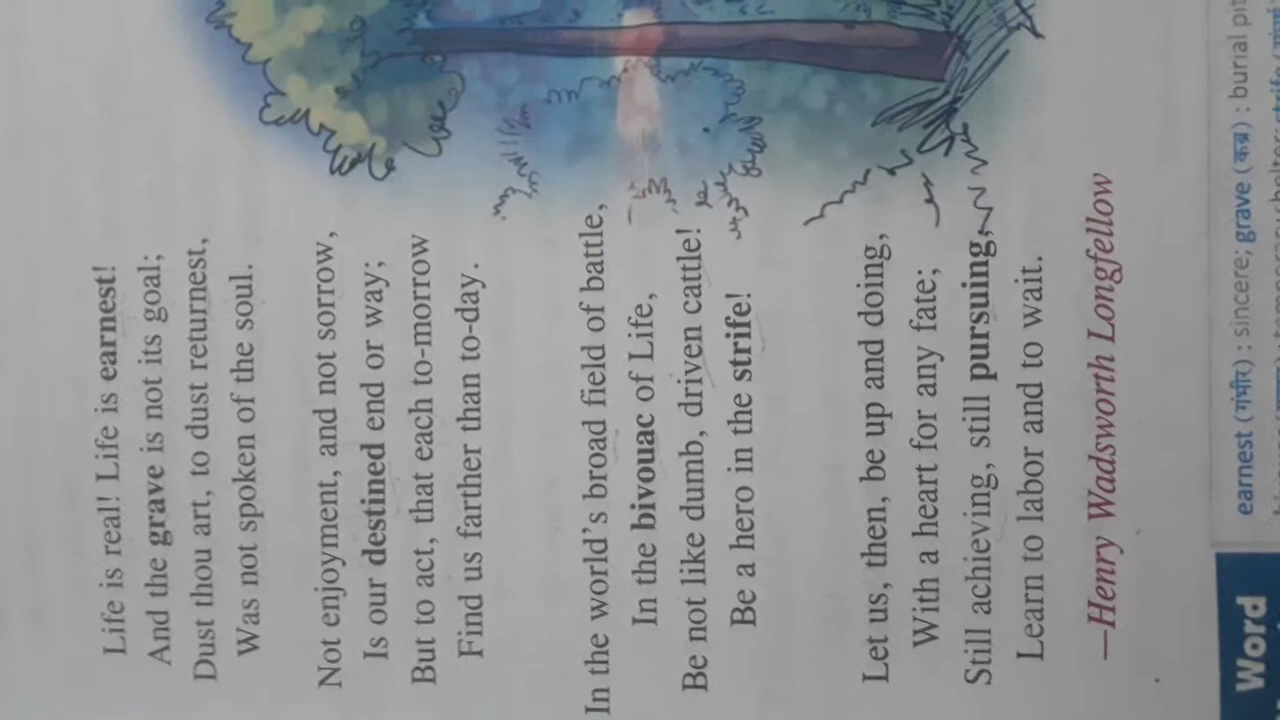 Life is real! Life is earnest!
And the grave is not its goal;
Dust thou art, to dust returnest,
Was not spoken of the soul.
Not enjoyment, and not sorrow,
Is our destined end or way;
But to act, that each to-morrow
Find us farther than to-day.
In the world's broad field of battle,
In the bivouac of Life,
Be not like dumb, driven cattle!
Be a hero in the strife!
Let us, then, be up and doing,
With a heart for any fate;
Still achieving, still pursuing,
Learn to labor and to wait.
—Henry Wadsworth Longfellow
Word
earnest (गंभीर) : sincere; grave (कब्र) : burial pit